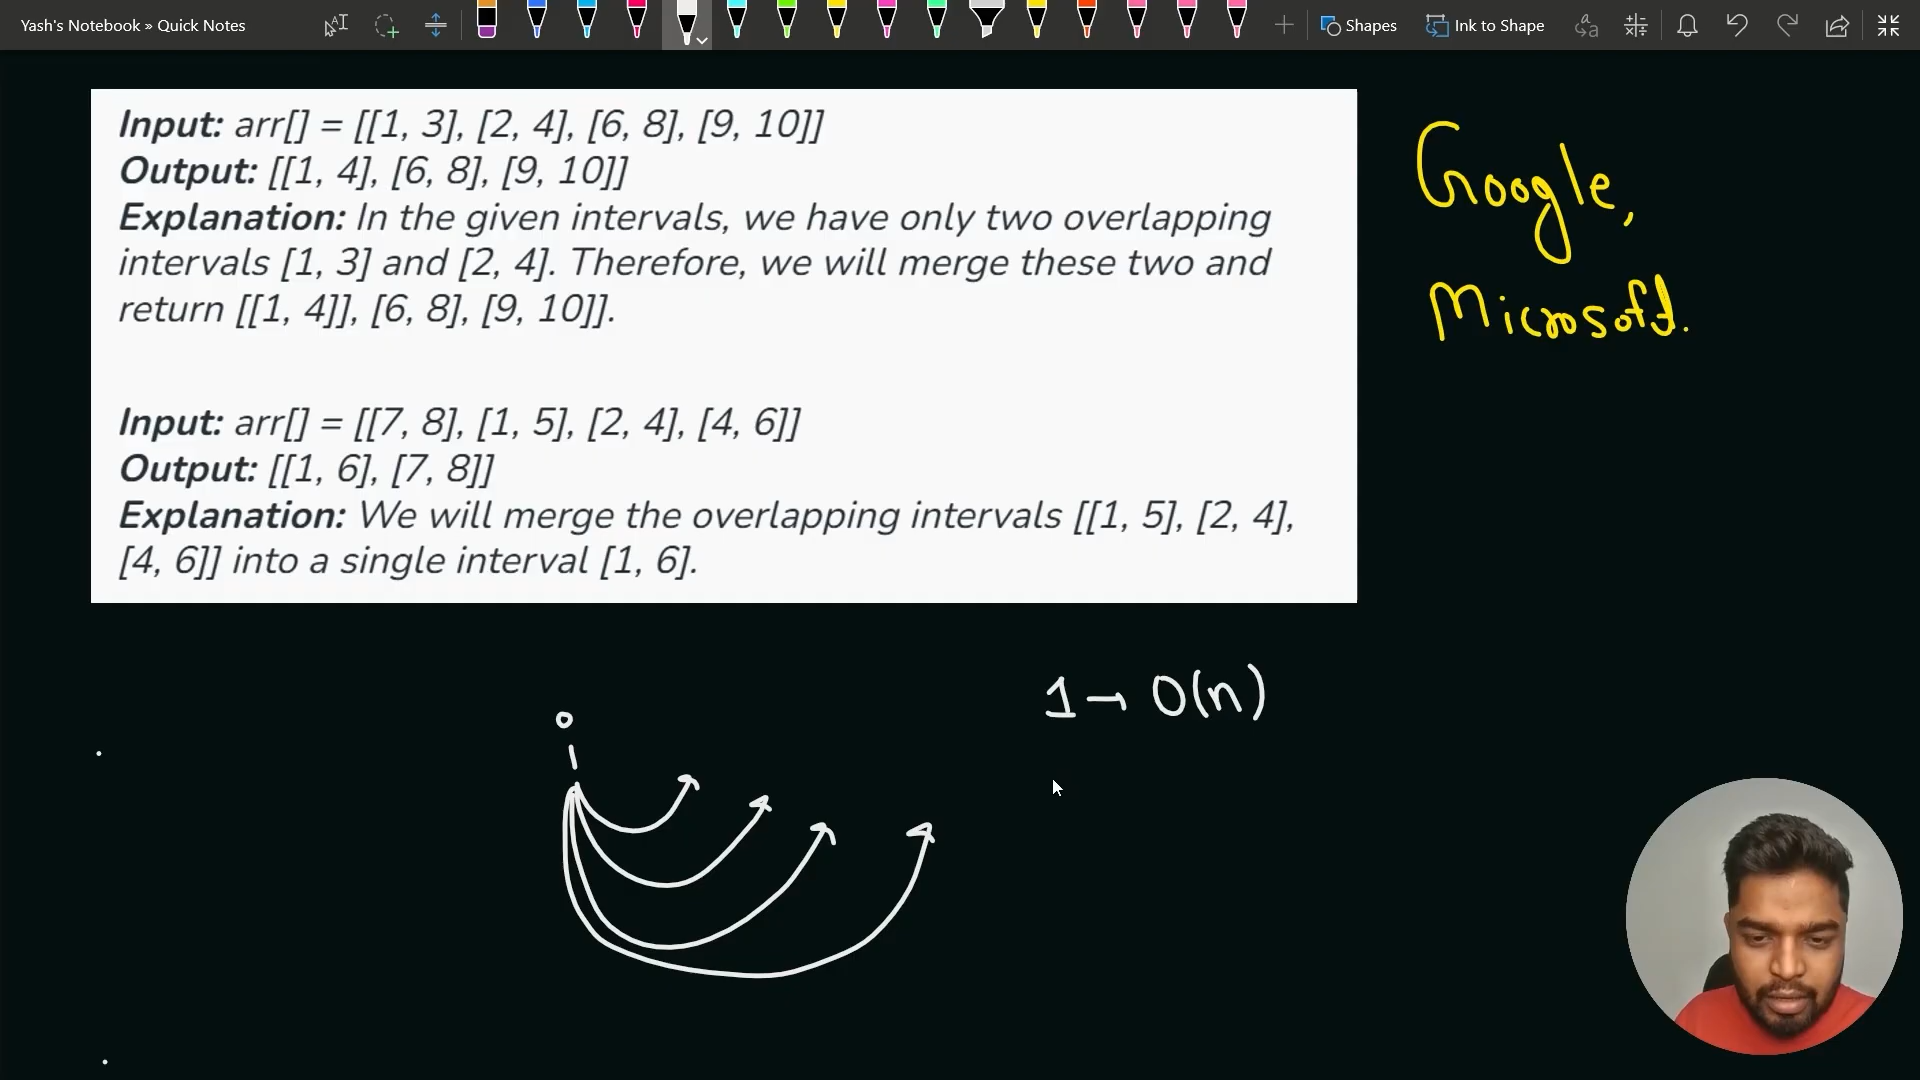 Yash's Notebook » Quick Notes
Shapes
Ink to Shape
Input: arr[] = [[1, 3], [2, 4], [6, 8], [9, 10]]
Output: [[1, 4], [6, 8], [9, 10]]
Explanation: In the given intervals, we have only two overlapping
intervals [1, 3] and [2, 4]. Therefore, we will merge these two and
return [[1, 4]], [6, 8], [9, 10]].
Input: arr[] = [[7, 8], [1, 5], [2, 4], [4, 6]]
Output: [[1, 6], [7, 8]]
Explanation: We will merge the overlapping intervals [[1, 5], [2, 4],
[4, 6]] into a single interval [1, 6].
Google,
Microsoft.
0
1 → O(n)